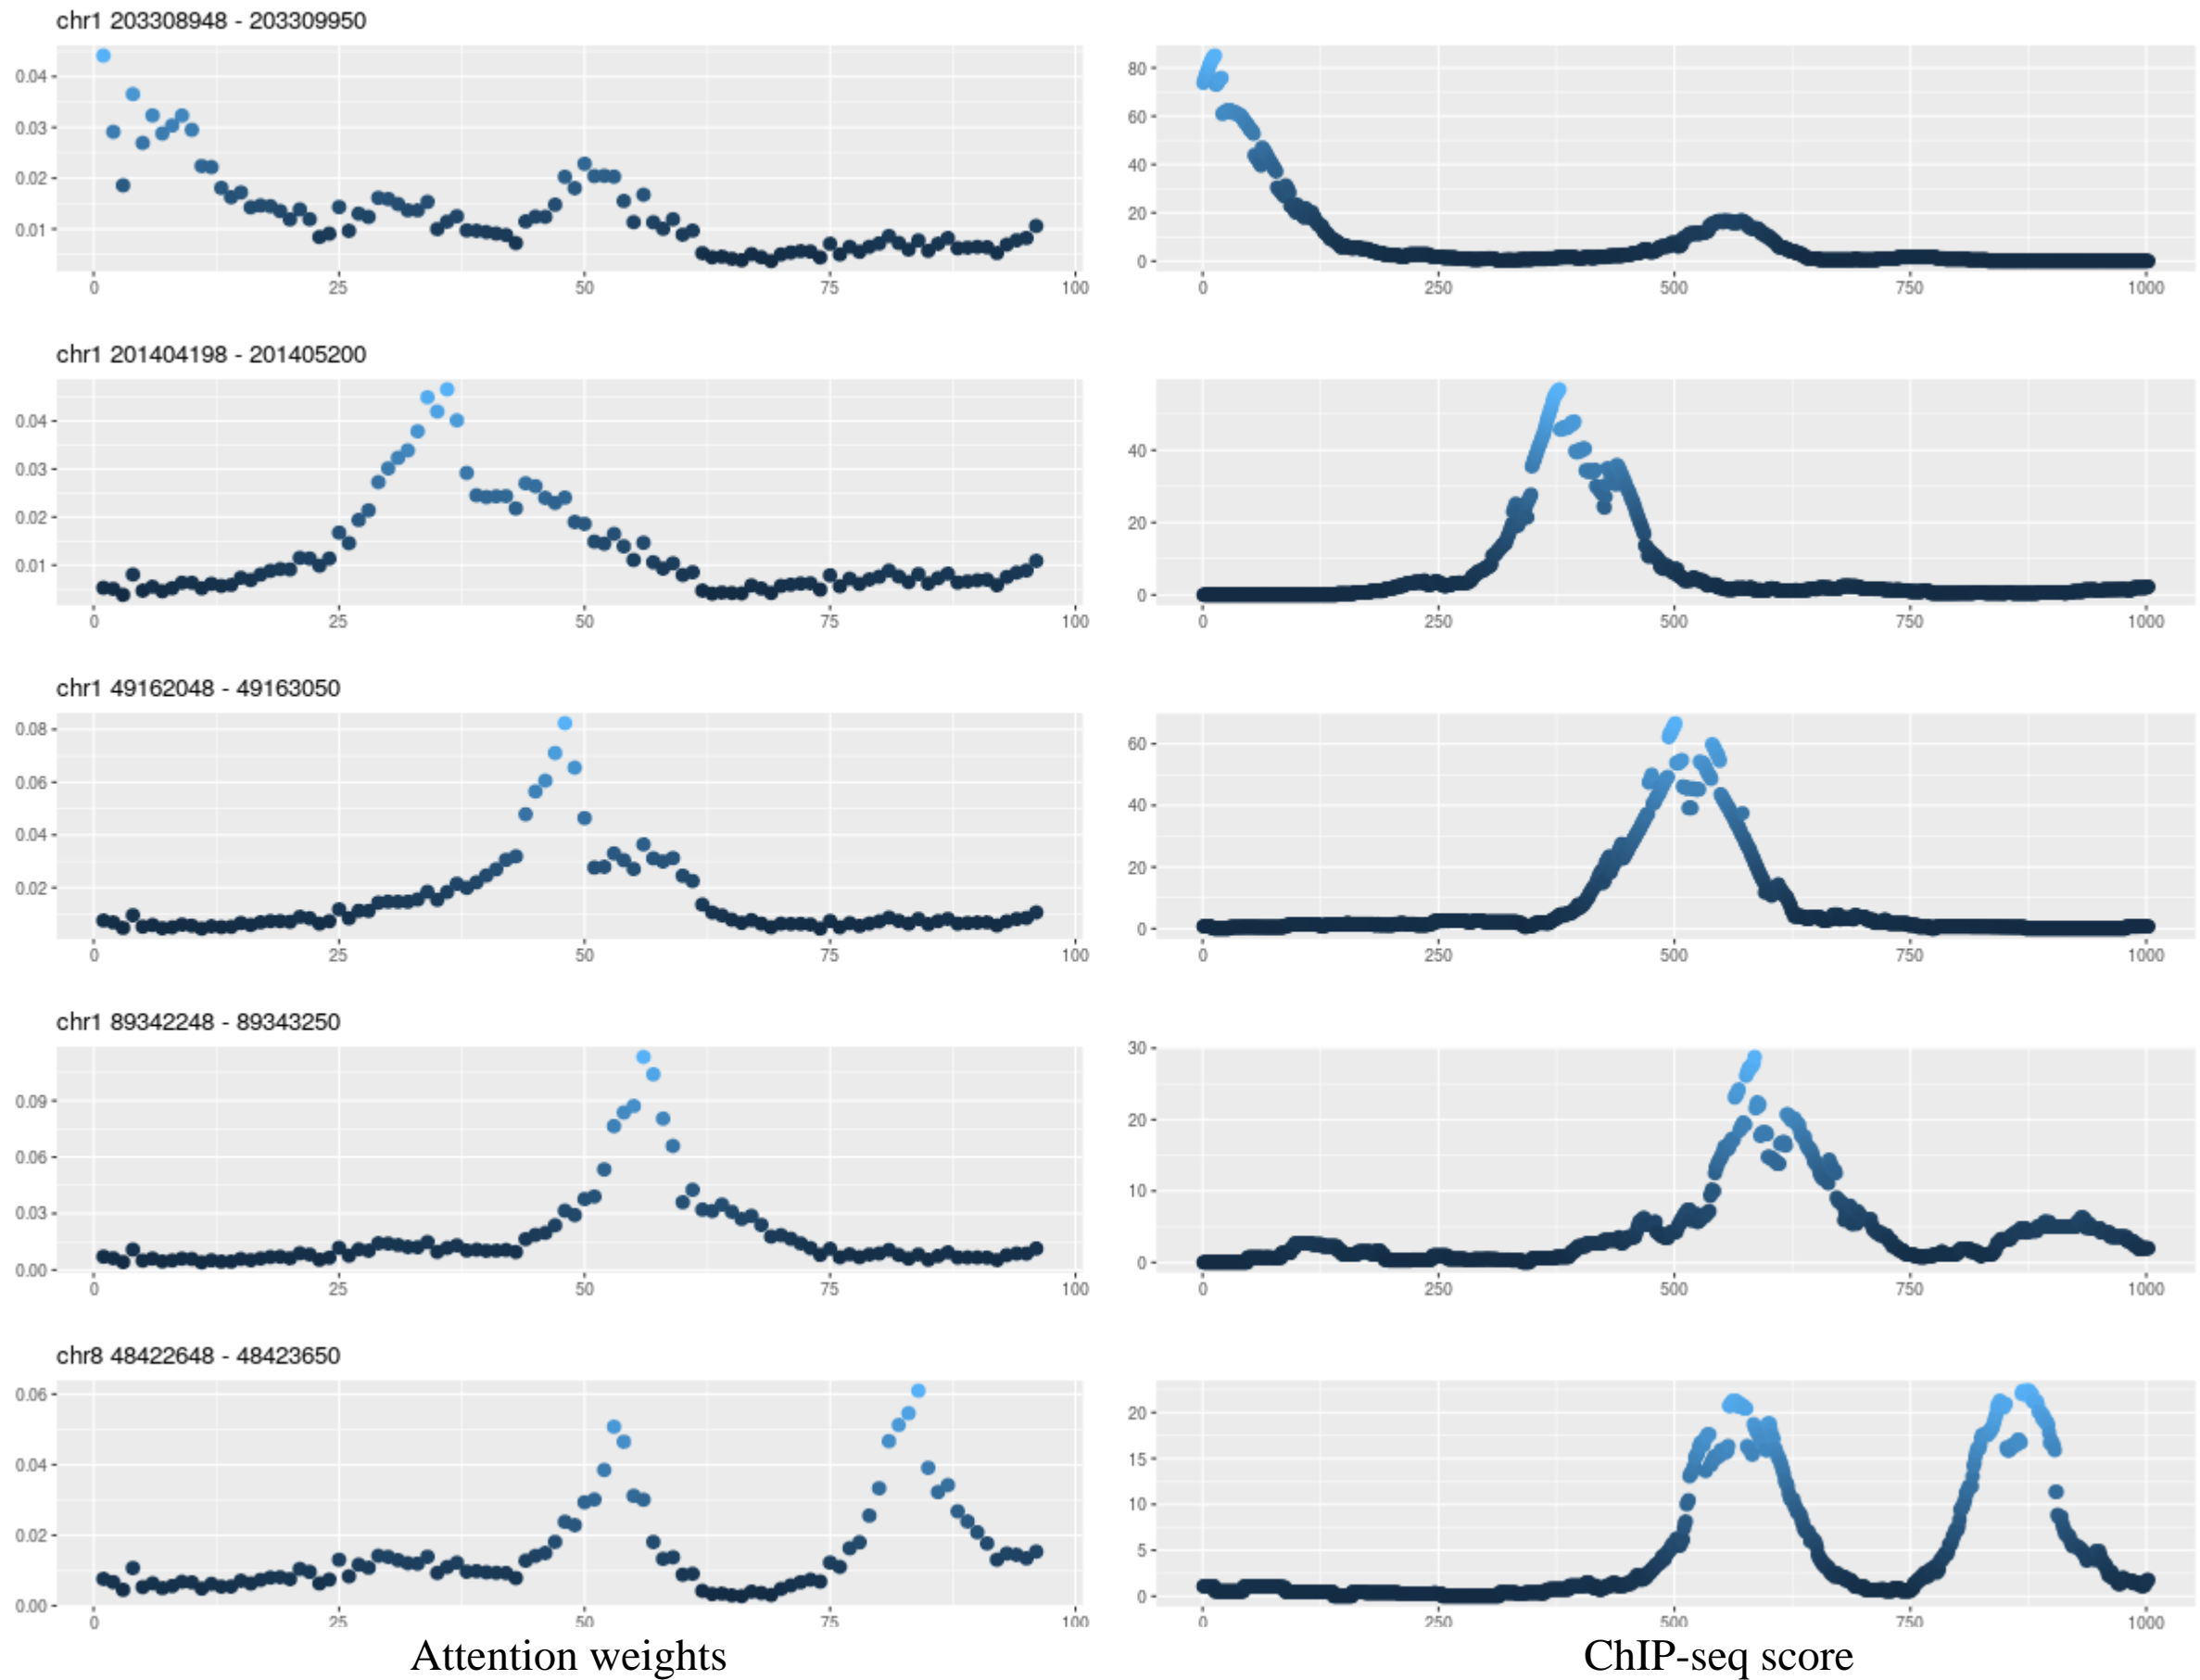 chr1 203308948 - 203309950
0.04
0.03
0.02
0.01
0 25 50 75 100
80
60
40
20
0
0 250 500 750 1000
chr1 201404198 - 201405200
0.04
0.03
0.02
0.01
0 25 50 75 100
40
20
0
0 250 500 750 1000
chr1 49162048 - 49163050
0.08
0.06
0.04
0.02
0 25 50 75 100
60
40
20
0
0 250 500 750 1000
chr1 89342248 - 89343250
0.09
0.06
0.03
0.00
0 25 50 75 100
30
20
10
0
0 250 500 750 1000
chr8 48422648 - 48423650
0.06
0.04
0.02
0.00
0 25 50 75 100
20
15
10
5
0
0 250 500 750 1000
Attention weights
ChIP-seq score